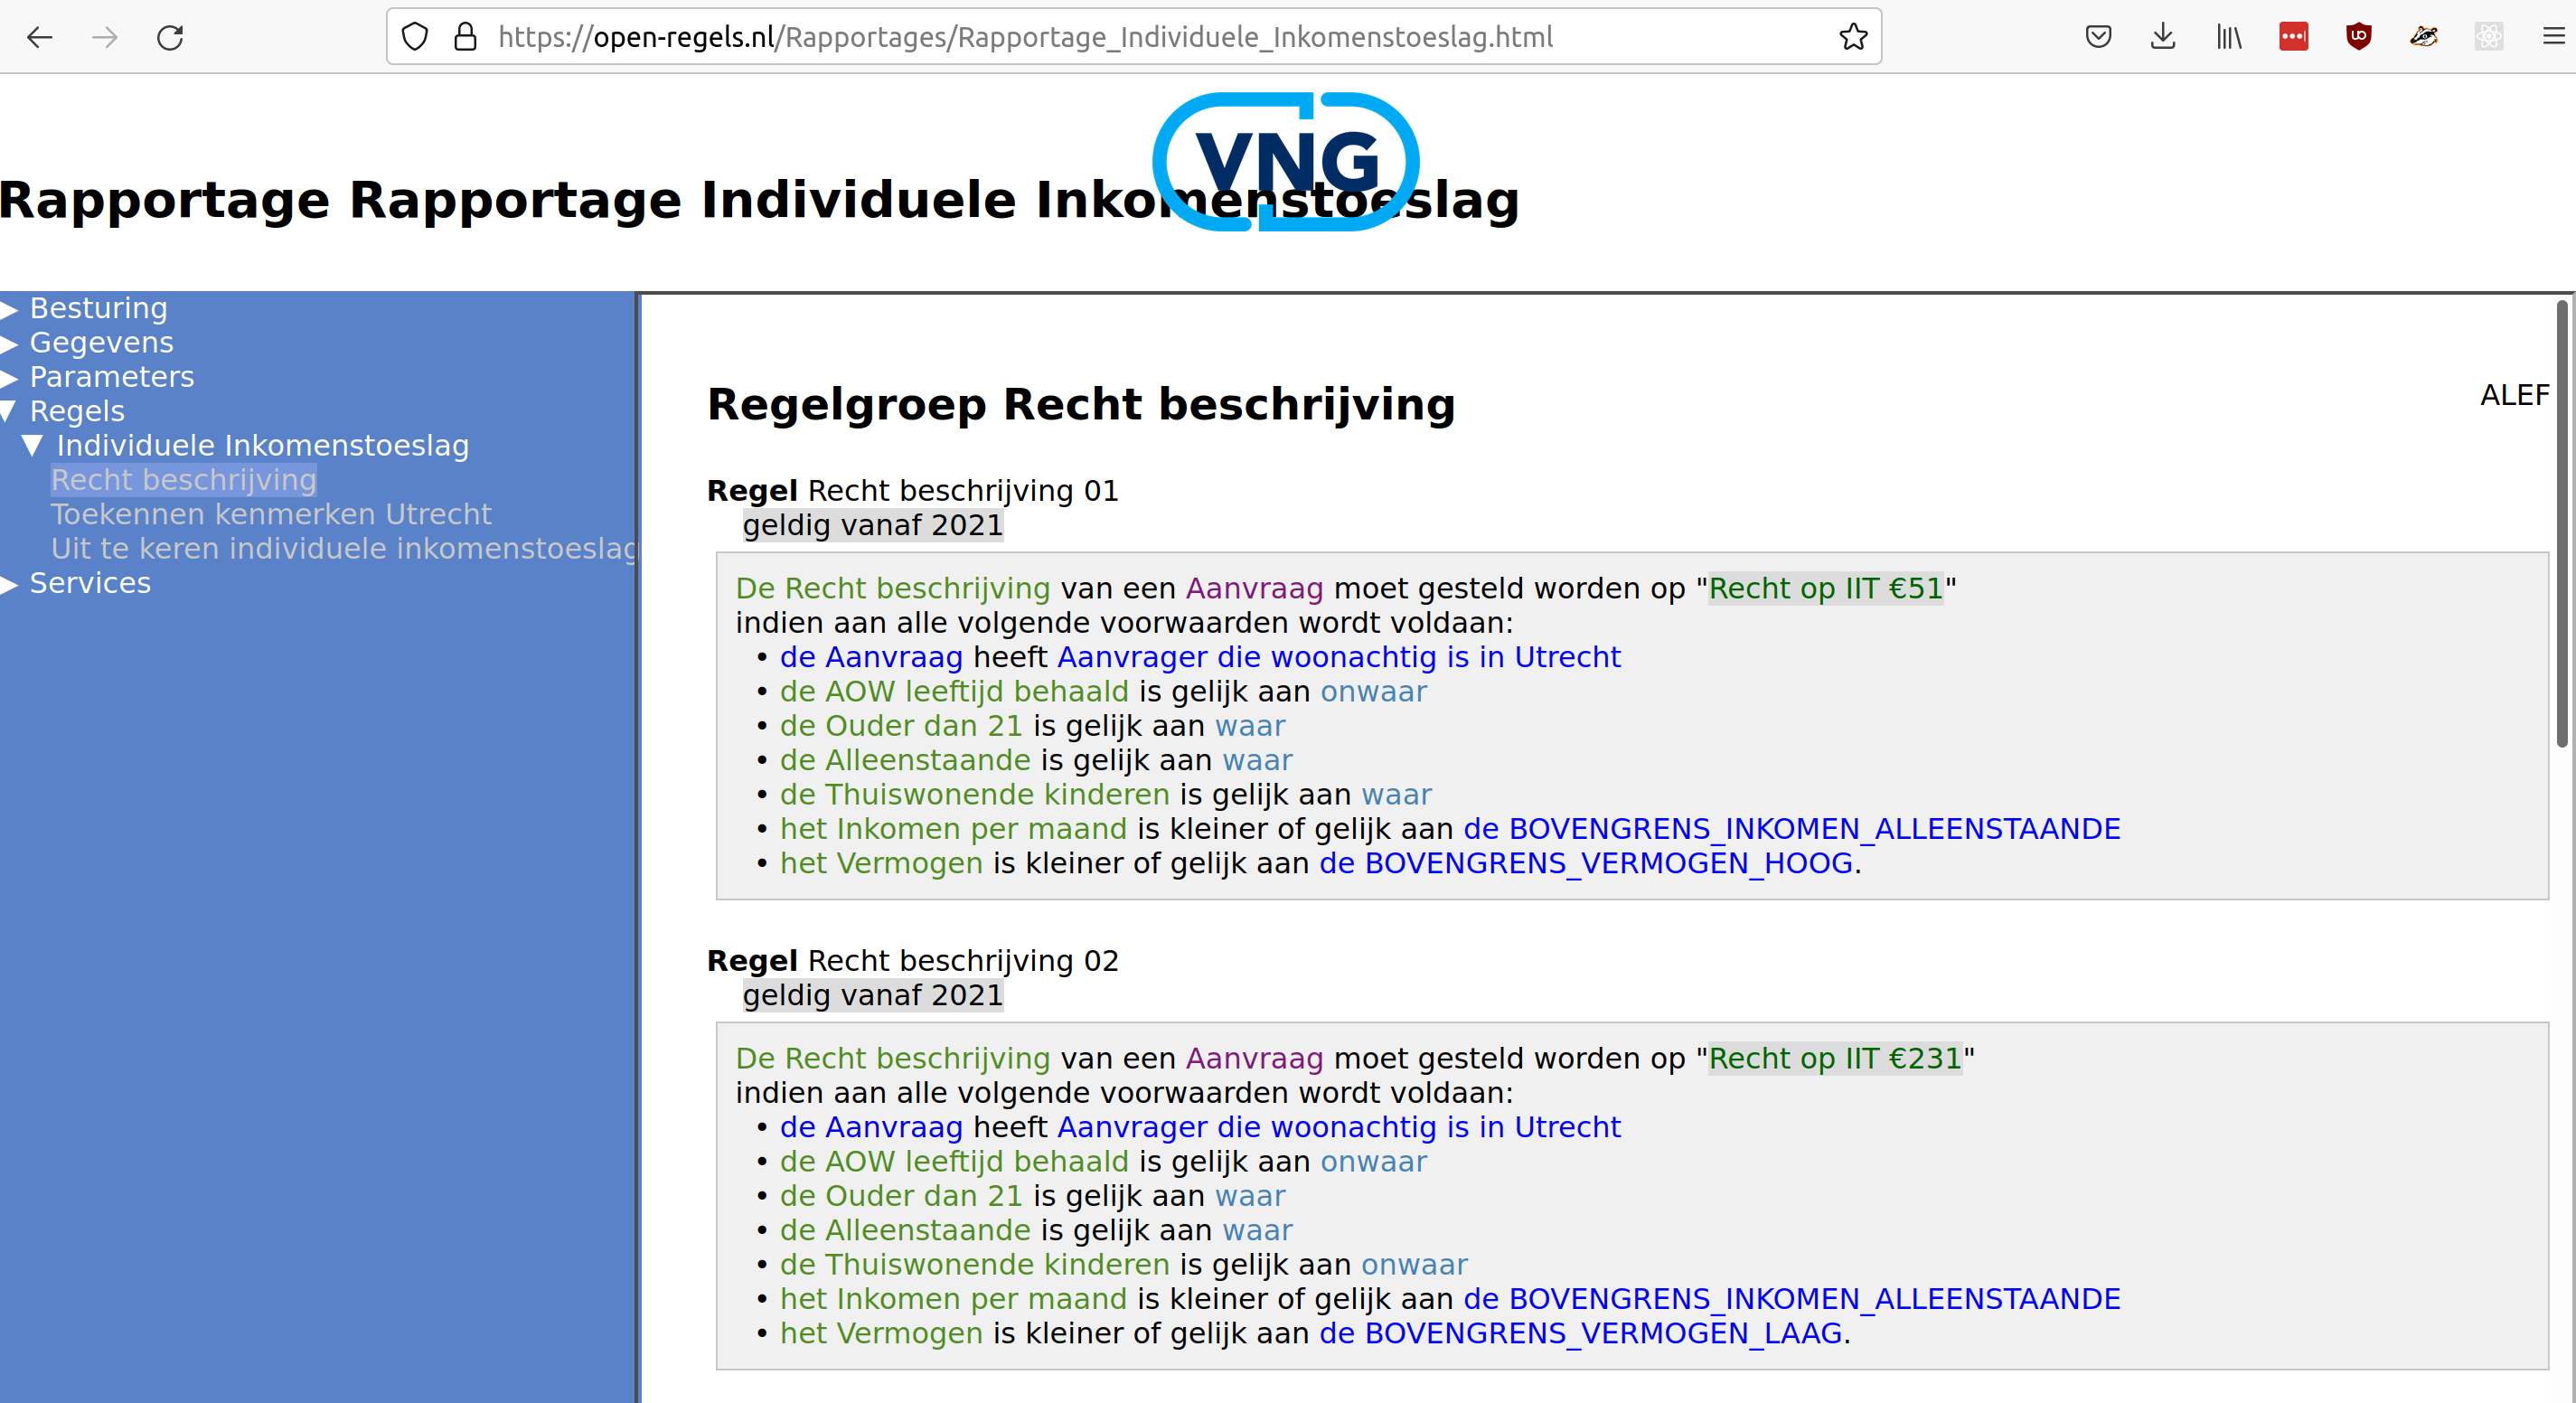 https://open-regels.nl/Rapportages/Rapportage_Individuele_Inkomenstoeslag.html
VNG
Rapportage Rapportage Individuele Inkomenstoeslag
▶ Besturing
▶ Gegevens
▶ Parameters
▼ Regels
▼ Individuele Inkomenstoeslag
Recht beschrijving
Toekennen kenmerken Utrecht
Uit te keren individuele inkomenstoeslag
▶ Services
ALEF
Regelgroep Recht beschrijving
Regel Recht beschrijving 01
geldig vanaf 2021
De Recht beschrijving van een Aanvraag moet gesteld worden op "Recht op IIT €51"
indien aan alle volgende voorwaarden wordt voldaan:
• de Aanvraag heeft Aanvrager die woonachtig is in Utrecht
• de AOW leeftijd behaald is gelijk aan onwaar
• de Ouder dan 21 is gelijk aan waar
• de Alleenstaande is gelijk aan waar
• de Thuiswonende kinderen is gelijk aan waar
• het Inkomen per maand is kleiner of gelijk aan de BOVENGRENS_INKOMEN_ALLEENSTAANDE
• het Vermogen is kleiner of gelijk aan de BOVENGRENS_VERMOGEN_HOOG.
Regel Recht beschrijving 02
geldig vanaf 2021
De Recht beschrijving van een Aanvraag moet gesteld worden op "Recht op IIT €231"
indien aan alle volgende voorwaarden wordt voldaan:
• de Aanvraag heeft Aanvrager die woonachtig is in Utrecht
• de AOW leeftijd behaald is gelijk aan onwaar
• de Ouder dan 21 is gelijk aan waar
• de Alleenstaande is gelijk aan waar
• de Thuiswonende kinderen is gelijk aan onwaar
• het Inkomen per maand is kleiner of gelijk aan de BOVENGRENS_INKOMEN_ALLEENSTAANDE
• het Vermogen is kleiner of gelijk aan de BOVENGRENS_VERMOGEN_LAAG.